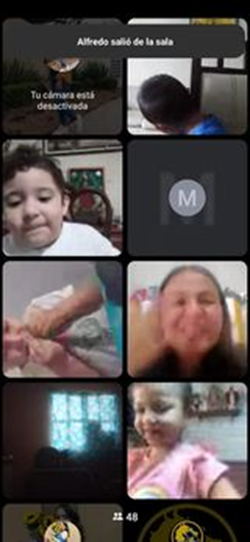 Alfredo salió de la sala
Tu cámara está
desactivada
M
48